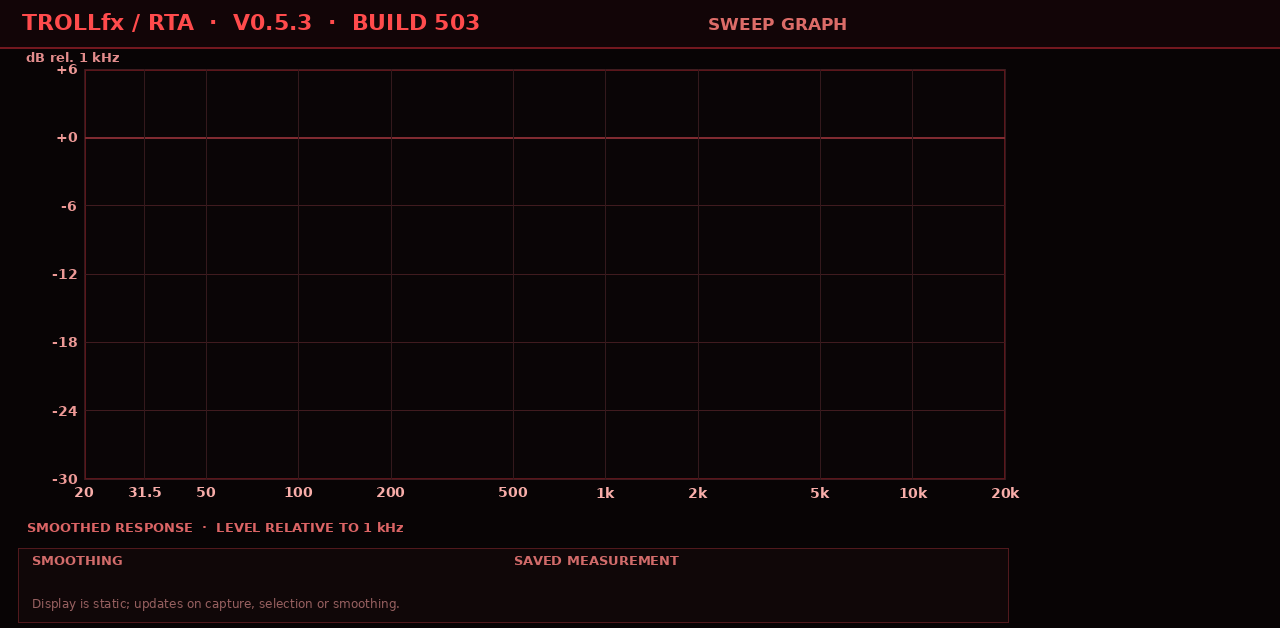 TROLLfx / RTA · V0.5.3 · BUILD 503
SWEEP GRAPH
dB rel. 1 kHz
+6
+0
-6
-12
-18
-24
-30
20 31.5 50 100 200 500 1k 2k 5k 10k 20k
SMOOTHED RESPONSE · LEVEL RELATIVE TO 1 kHz
SMOOTHING
SAVED MEASUREMENT
Display is static; updates on capture, selection or smoothing.